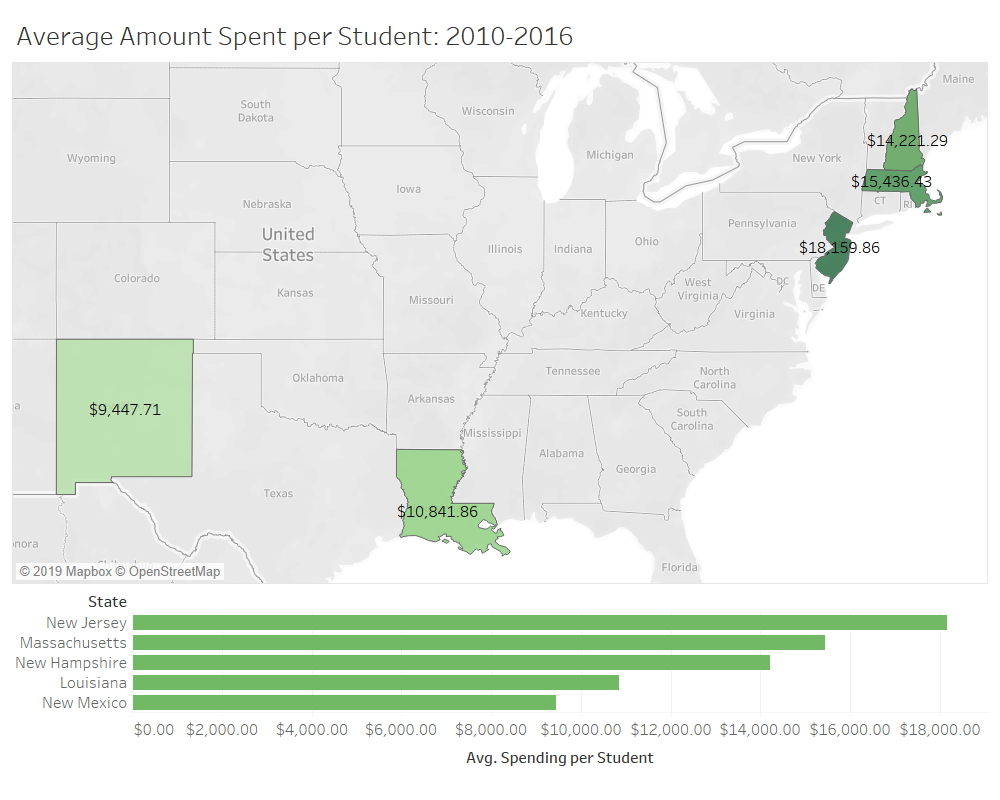 Average Amount Spent per Student: 2010-2016
Maine
South
Dakota
Wisconsin
$14,221.29
Wyoming
Michigan
New York
$15,436.43
Iowa
Nebraska
CT
RI
Pennsylvania
United
States
Ohio
Illinois
Indiana
$18,159.86
Colorado
Kansas
Missouri
West
Virginia
DC
DE
Kentucky
Virginia
Oklahoma
Tennessee
North
Carolina
$9,447.71
Arkansas
South
Carolina
Mississippi
Alabama
Georgia
Texas
$10,841.86
nora
Florida
© 2019 Mapbox © OpenStreetMap
State
New Jersey
Massachusetts
New Hampshire
Louisiana
New Mexico
$0.00 $2,000.00 $4,000.00 $6,000.00 $8,000.00 $10,000.00 $12,000.00 $14,000.00 $16,000.00 $18,000.00
Avg. Spending per Student